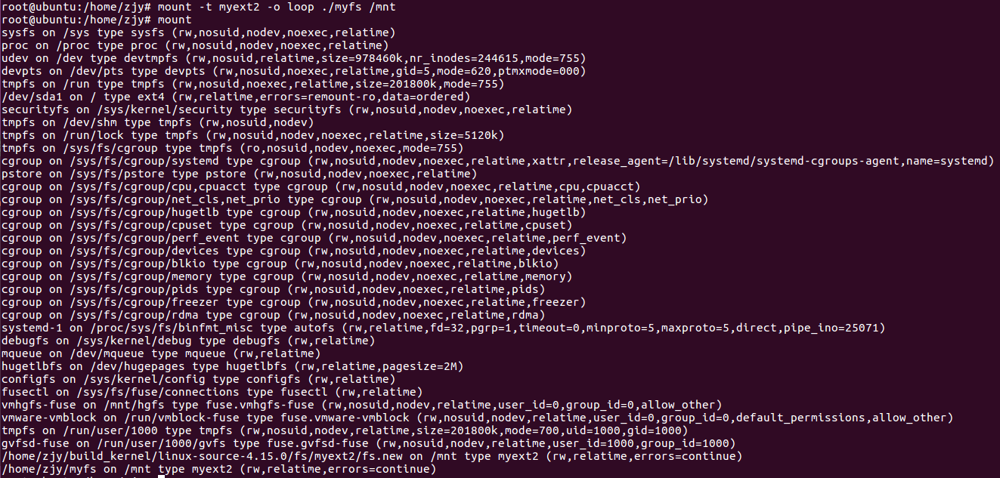 root@ubuntu:/home/zjy# mount -t myext2 -o loop ./myfs /mnt
root@ubuntu:/home/zjy# mount
sysfs on /sys type sysfs (rw,nosuid,nodev,noexec,relatime)
proc on /proc type proc (rw,nosuid,nodev,noexec,relatime)
udev on /dev type devtmpfs (rw,nosuid,relatime,size=978460k,nr_inodes=244615,mode=755)
devpts on /dev/pts type devpts (rw,nosuid,noexec,relatime,gid=5,mode=620,ptmxmode=000)
tmpfs on /run type tmpfs (rw,nosuid,noexec,relatime,size=201800k,mode=755)
/dev/sda1 on / type ext4 (rw,relatime,errors=remount-ro,data=ordered)
securityfs on /sys/kernel/security type securityfs (rw,nosuid,nodev,noexec,relatime)
tmpfs on /dev/shm type tmpfs (rw,nosuid,nodev)
tmpfs on /run/lock type tmpfs (rw,nosuid,nodev,noexec,relatime,size=5120k)
tmpfs on /sys/fs/cgroup type tmpfs (ro,nosuid,nodev,noexec,mode=755)
cgroup on /sys/fs/cgroup/systemd type cgroup (rw,nosuid,nodev,noexec,relatime,xattr,release_agent=/lib/systemd/systemd-cgroups-agent,name=systemd)
pstore on /sys/fs/pstore type pstore (rw,nosuid,nodev,noexec,relatime)
cgroup on /sys/fs/cgroup/cpu,cpuacct type cgroup (rw,nosuid,nodev,noexec,relatime,cpu,cpuacct)
cgroup on /sys/fs/cgroup/net_cls,net_prio type cgroup (rw,nosuid,nodev,noexec,relatime,net_cls,net_prio)
cgroup on /sys/fs/cgroup/hugetlb type cgroup (rw,nosuid,nodev,noexec,relatime,hugetlb)
cgroup on /sys/fs/cgroup/cpuset type cgroup (rw,nosuid,nodev,noexec,relatime,cpuset)
cgroup on /sys/fs/cgroup/perf_event type cgroup (rw,nosuid,nodev,noexec,relatime,perf_event)
cgroup on /sys/fs/cgroup/devices type cgroup (rw,nosuid,nodev,noexec,relatime,devices)
cgroup on /sys/fs/cgroup/blkio type cgroup (rw,nosuid,nodev,noexec,relatime,blkio)
cgroup on /sys/fs/cgroup/memory type cgroup (rw,nosuid,nodev,noexec,relatime,memory)
cgroup on /sys/fs/cgroup/pids type cgroup (rw,nosuid,nodev,noexec,relatime,pids)
cgroup on /sys/fs/cgroup/freezer type cgroup (rw,nosuid,nodev,noexec,relatime,freezer)
cgroup on /sys/fs/cgroup/rdma type cgroup (rw,nosuid,nodev,noexec,relatime,rdma)
systemd-1 on /proc/sys/fs/binfmt_misc type autofs (rw,relatime,fd=32,pgrp=1,timeout=0,minproto=5,maxproto=5,direct,pipe_ino=25071)
debugfs on /sys/kernel/debug type debugfs (rw,relatime)
mqueue on /dev/mqueue type mqueue (rw,relatime)
hugetlbfs on /dev/hugepages type hugetlbfs (rw,relatime,pagesize=2M)
configfs on /sys/kernel/config type configfs (rw,relatime)
fusectl on /sys/fs/fuse/connections type fusectl (rw,relatime)
vmhgfs-fuse on /mnt/hgfs type fuse.vmhgfs-fuse (rw,nosuid,nodev,relatime,user_id=0,group_id=0,allow_other)
vmware-vmblock on /run/vmblock-fuse type fuse.vmware-vmblock (rw,nosuid,nodev,relatime,user_id=0,group_id=0,default_permissions,allow_other)
tmpfs on /run/user/1000 type tmpfs (rw,nosuid,nodev,relatime,size=201800k,mode=700,uid=1000,gid=1000)
gvfsd-fuse on /run/user/1000/gvfs type fuse.gvfsd-fuse (rw,nosuid,nodev,relatime,user_id=1000,group_id=1000)
/home/zjy/build_kernel/linux-source-4.15.0/fs/myext2/fs.new on /mnt type myext2 (rw,relatime,errors=continue)
/home/zjy/myfs on /mnt type myext2 (rw,relatime,errors=continue)